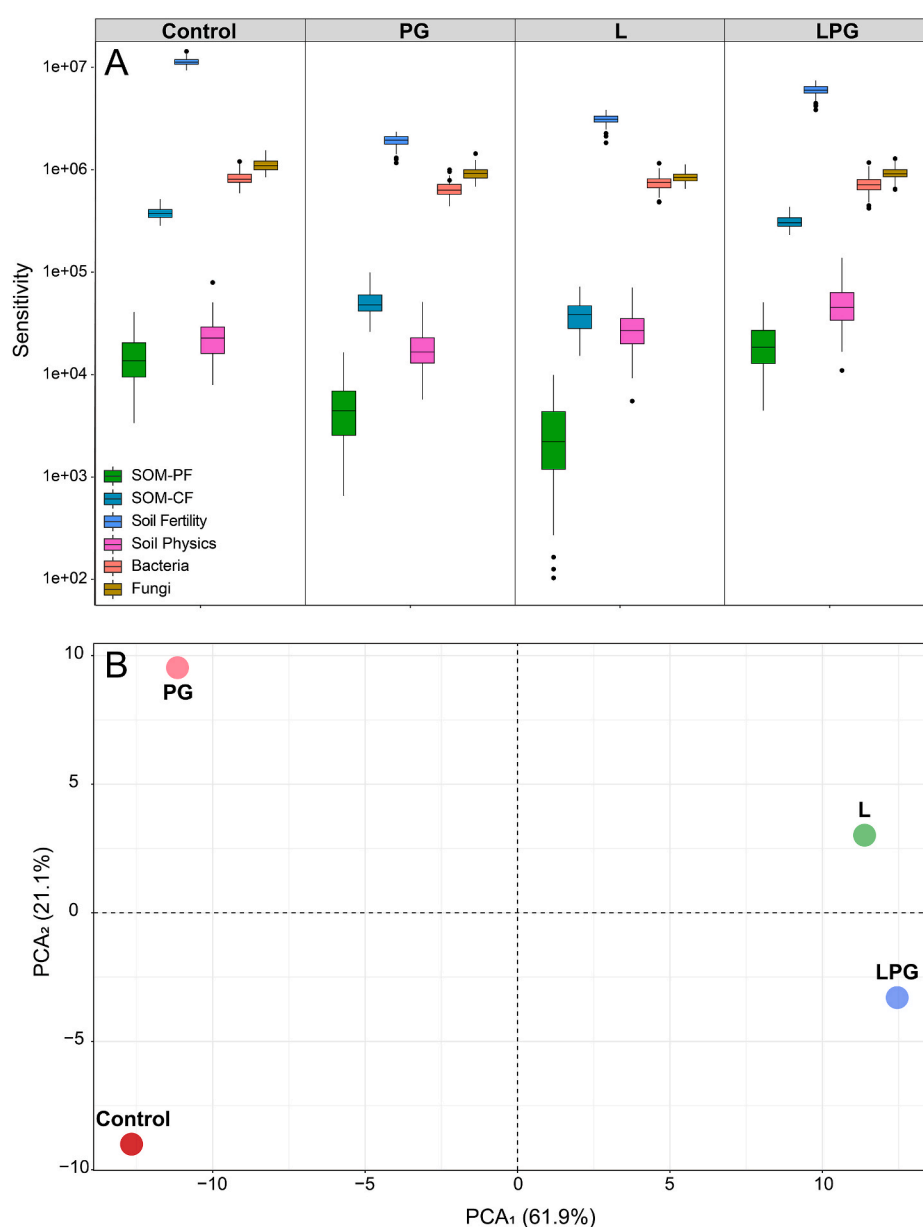 Control PG L LPG
A
1e+07
1e+06
1e+05
1e+04
1e+03
1e+02
Sensitivity
SOM-PF
SOM-CF
Soil Fertility
Soil Physics
Bacteria
Fungi
B
10
5
0
−5
−10
PCA₂ (21.1%)
PG
L
LPG
Control
−10 −5 0 5 10
PCA₁ (61.9%)